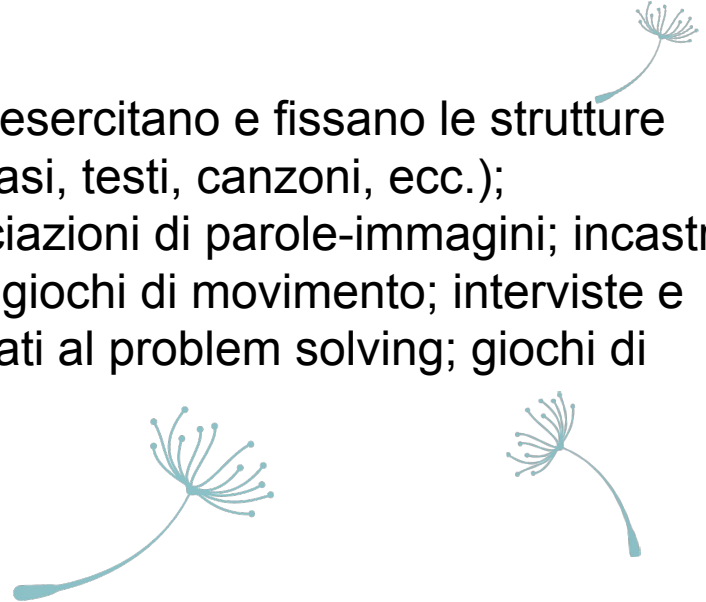 esercitano e fissano le strutture
asi, testi, canzoni, ecc.);
ciazioni di parole-immagini; incastr
giochi di movimento; interviste e
ati al problem solving; giochi di